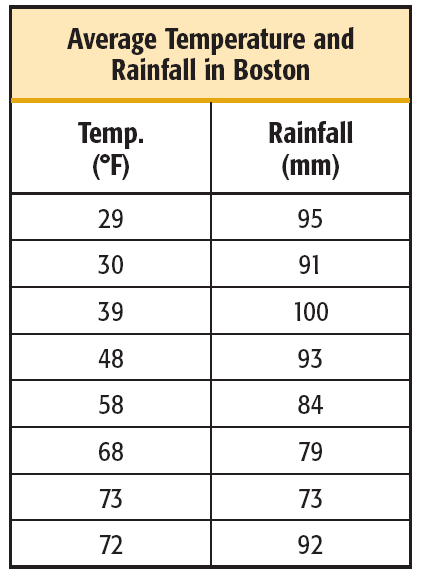 Average Temperature and
Rainfall in Boston
Temp. Rainfall
(°F) (mm)
29 95
30 91
39 100
48 93
58 84
68 79
73 73
72 92